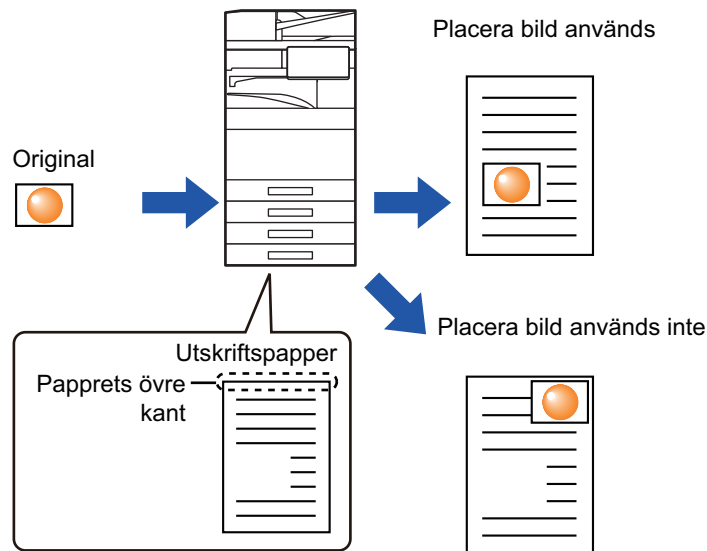 Placera bild används
Original
Placera bild används inte
Utskriftspapper
Papprets övre
kant